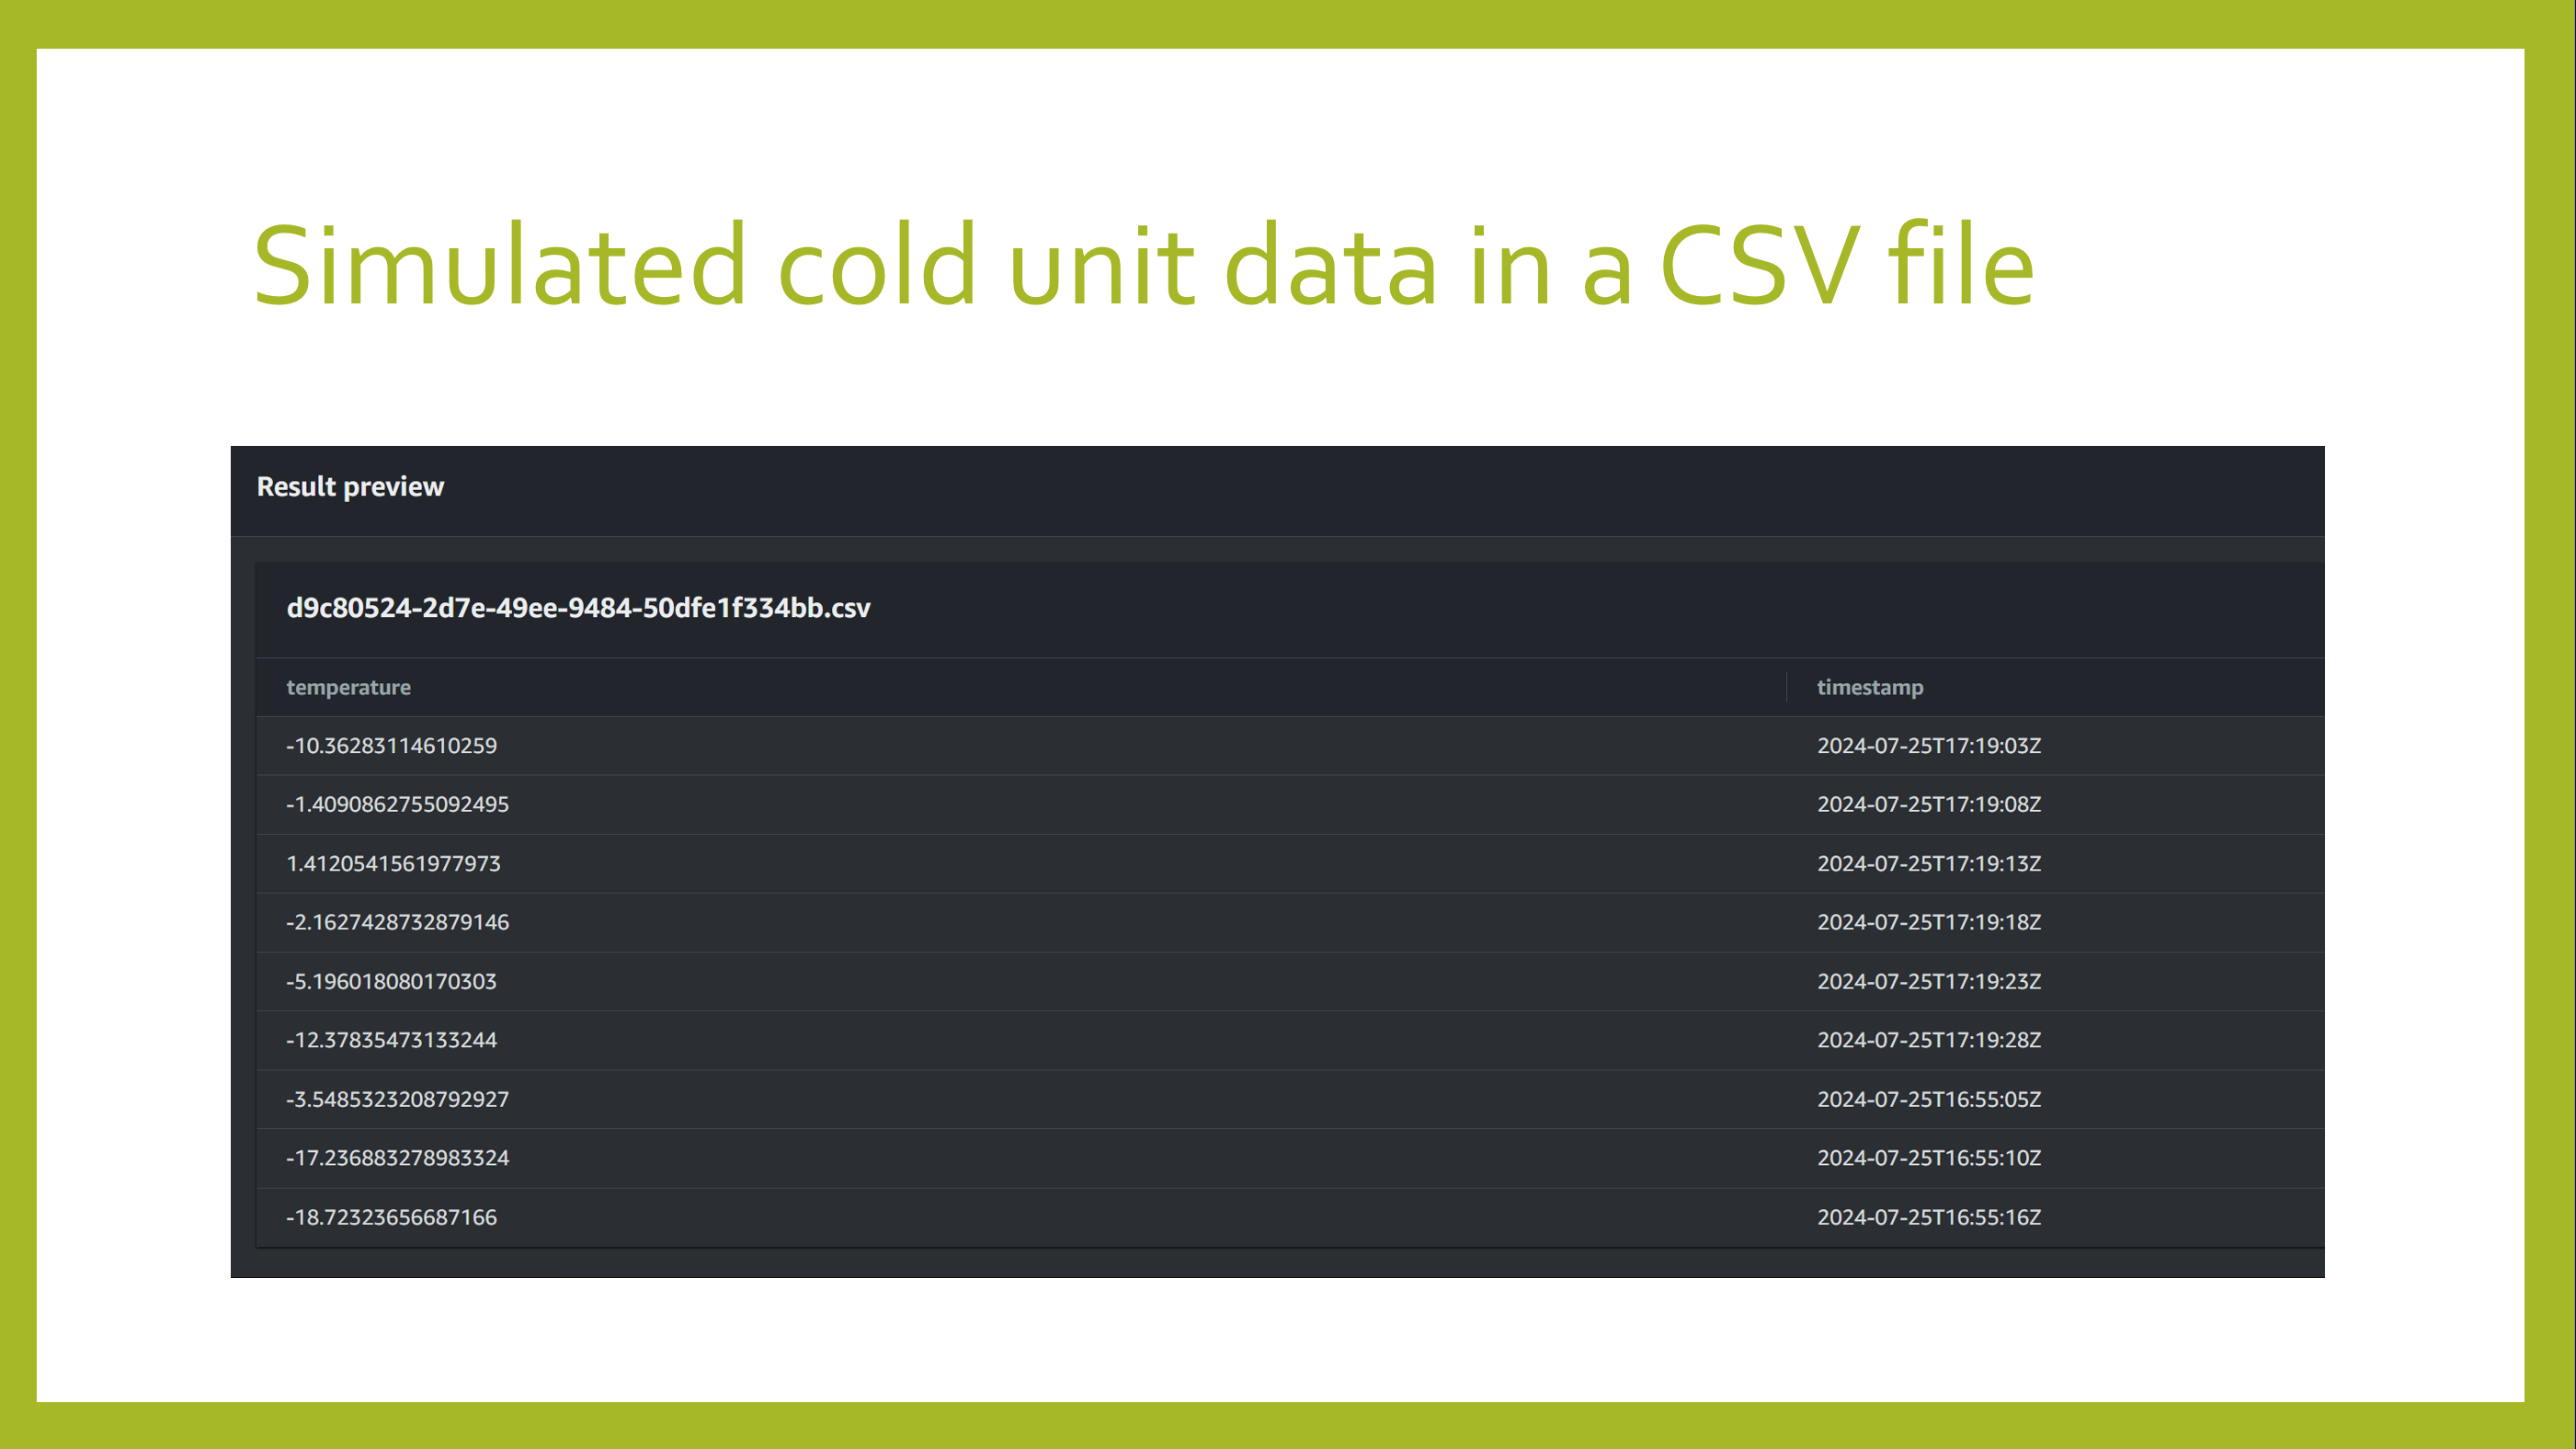 Simulated cold unit data in a CSV file
Result preview
d9c80524-2d7e-49ee-9484-50dfe1f334bb.csv
temperature timestamp
-10.36283114610259 2024-07-25T17:19:03Z
-1.4090862755092495 2024-07-25T17:19:08Z
1.4120541561977973 2024-07-25T17:19:13Z
-2.1627428732879146 2024-07-25T17:19:18Z
-5.196018080170303 2024-07-25T17:19:23Z
-12.37835473133244 2024-07-25T17:19:28Z
-3.5485323208792927 2024-07-25T16:55:05Z
-17.236883278983324 2024-07-25T16:55:10Z
-18.72323656687166 2024-07-25T16:55:16Z